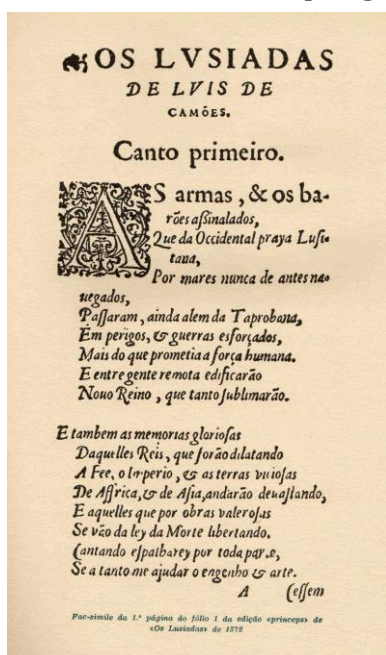 OS LVSIADAS
DE LVIS DE
CAMÕES.
Canto primeiro.
AS armas, & os ba-
rões aßinalados,
Que da Occidental praya Luſi-
tana,
Por mares nunca de antes na-
uegados,
Paſſaram, ainda alem da Taprobana,
Em perigos, & guerras esforçados,
Mais do que prometia a força humana.
E entre gente remota edificarão
Nouo Reino, que tanto ſublimarão.
E tambem as memorias glorioſas
Daquelles Reis, que forão dilatando
A Fee, o Imperio, & as terras vicioſas
De Affrica, & de Aſia, andarão deuaſtando,
E aquelles que por obras valeroſas
Se vão da ley da Morte libertando.
Cantando eſpalharey por toda parte,
Se a tanto me ajudar o engenho & arte.
A Ceſſem
Fac-simile da 1.ª página do fólio 1 da edição «princeps» de
«Os Lusiadas» de 1572